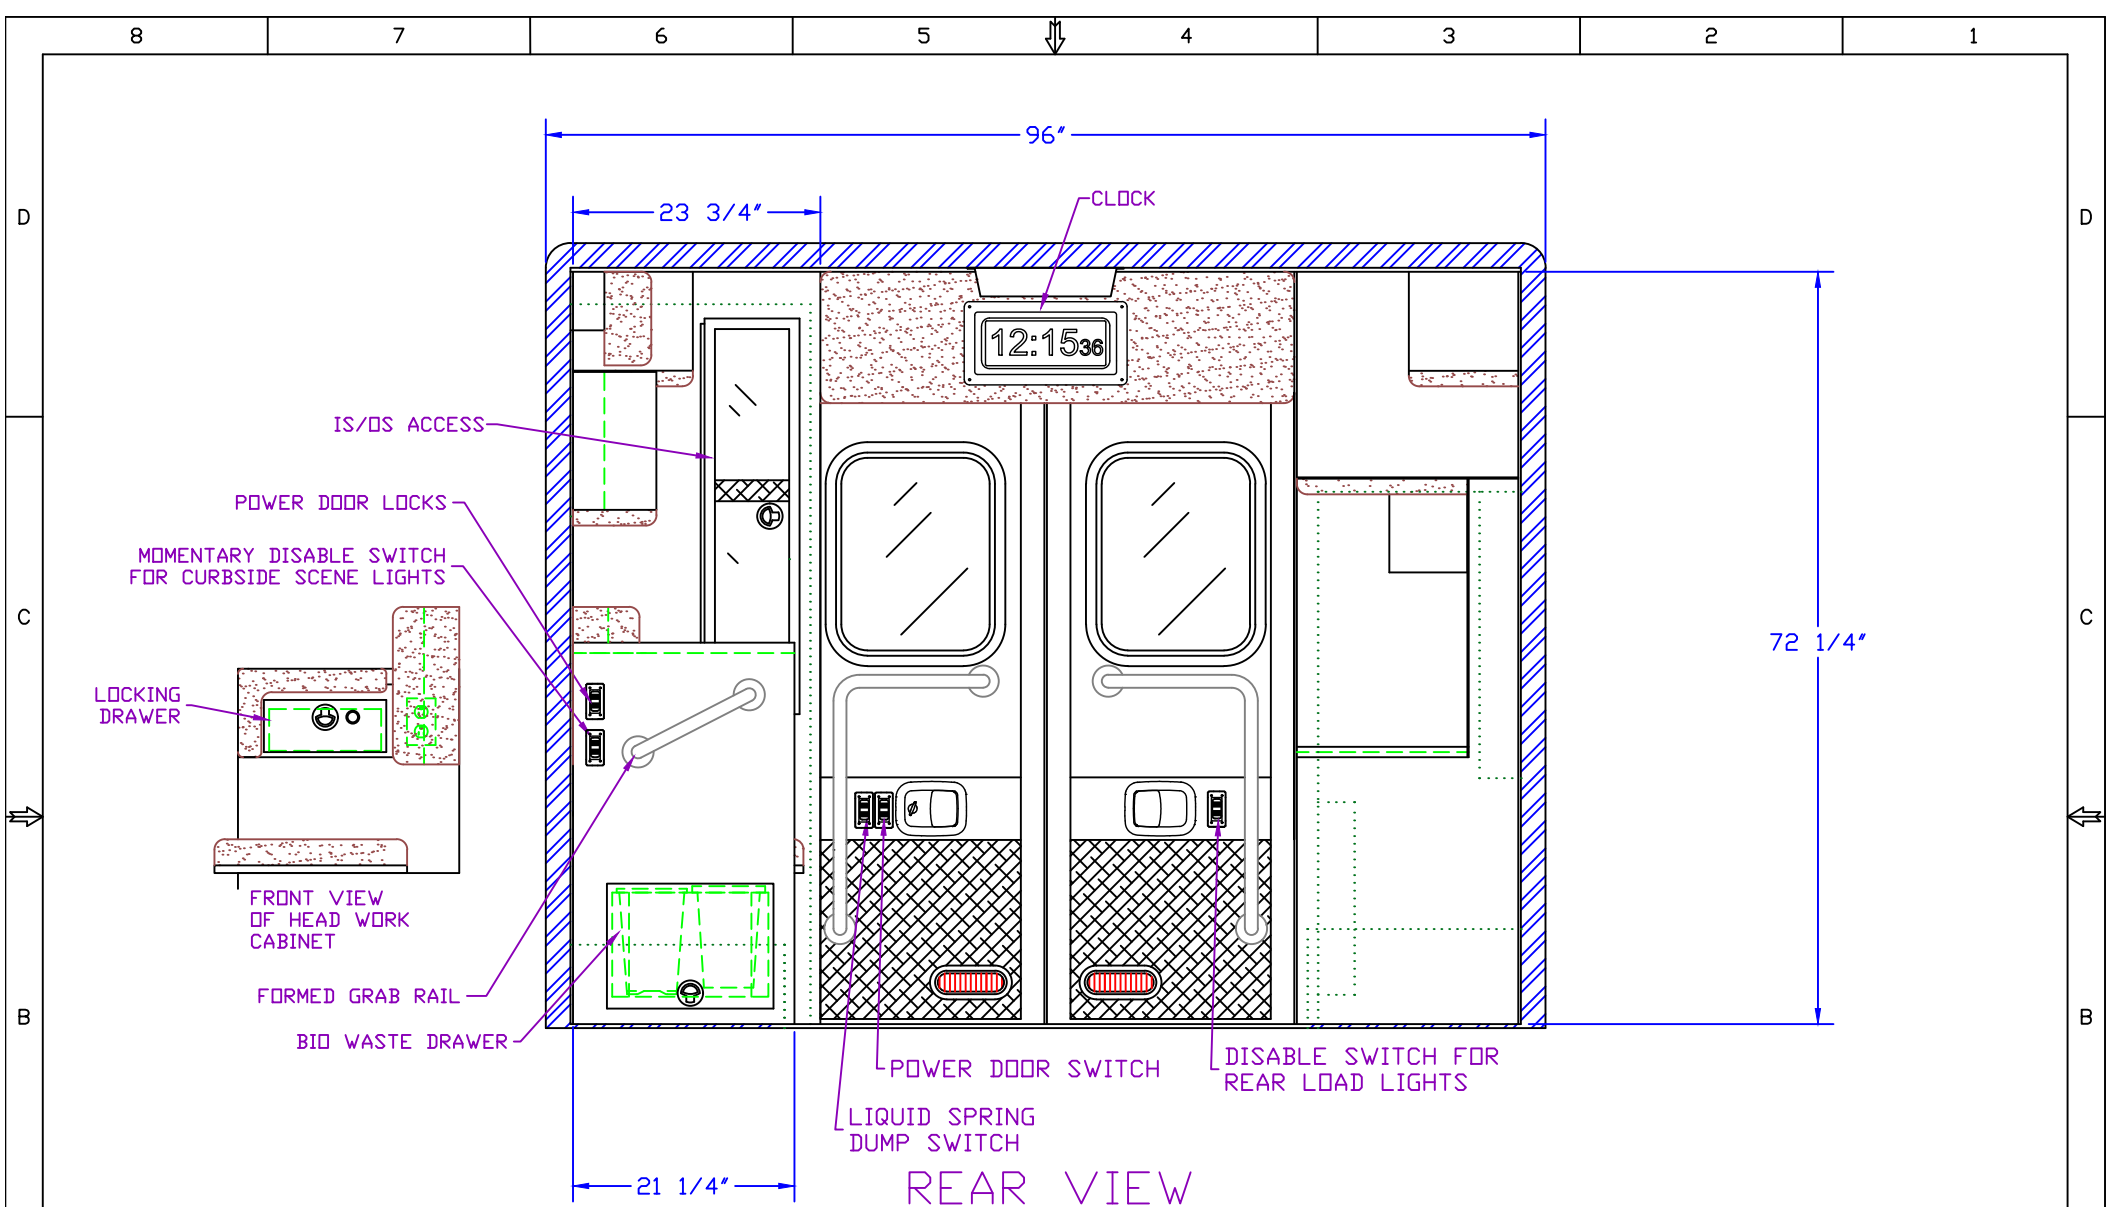 8 7 6 5 4 3 2 1
96"
23 3/4"
CLOCK
D D
12:15 36
IS/OS ACCESS
POWER DOOR LOCKS
MOMENTARY DISABLE SWITCH
FOR CURBSIDE SCENE LIGHTS
C C
72 1/4"
LOCKING
DRAWER
FRONT VIEW
OF HEAD WORK
CABINET
FORMED GRAB RAIL
B B
BIO WASTE DRAWER
POWER DOOR SWITCH
DISABLE SWITCH FOR
REAR LOAD LIGHTS
LIQUID SPRING
DUMP SWITCH
21 1/4"
REAR VIEW